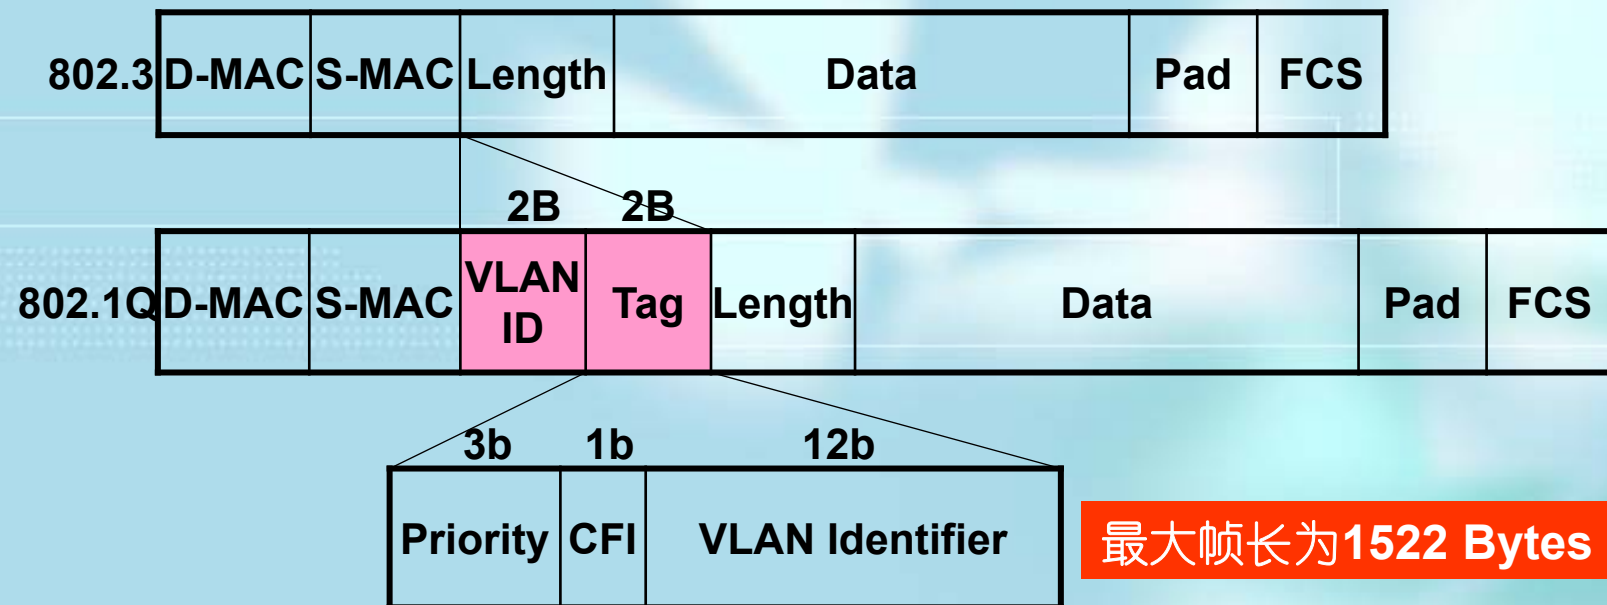 802.3 D-MAC S-MAC Length Data Pad FCS
2B 2B
802.1Q D-MAC S-MAC VLAN ID Tag Length Data Pad FCS
3b 1b 12b
Priority CFI VLAN Identifier
最大帧长为1522 Bytes